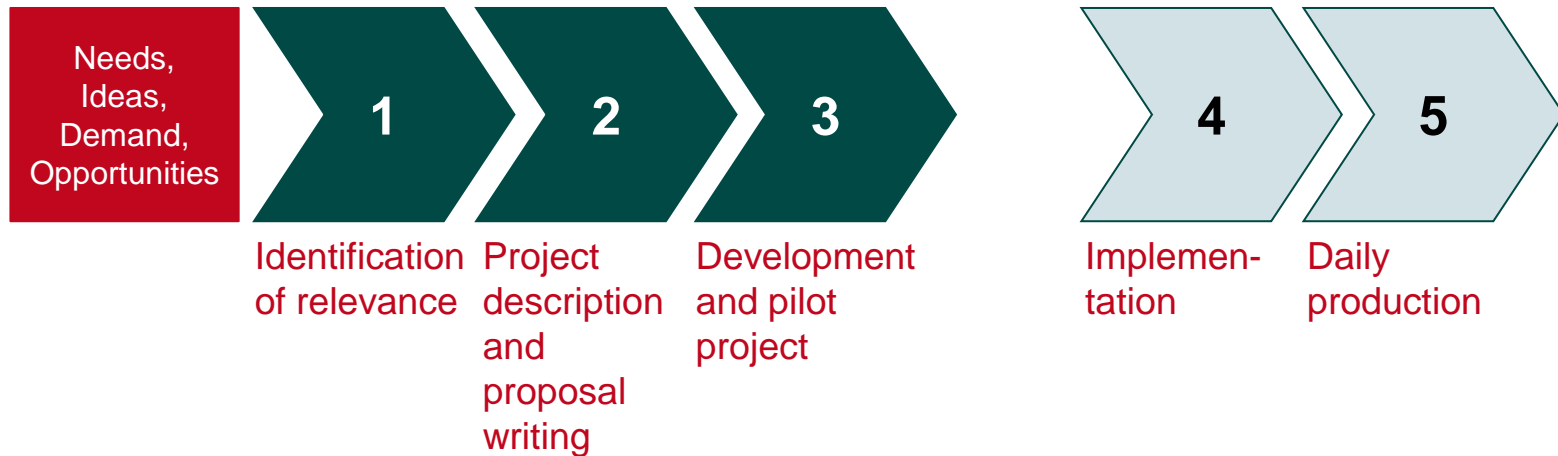 Needs,
Ideas,
Demand,
Opportunities
1
2
3
4
5
Identification
of relevance
Project
description
and
proposal
writing
Development
and pilot
project
Implemen-
tation
Daily
production